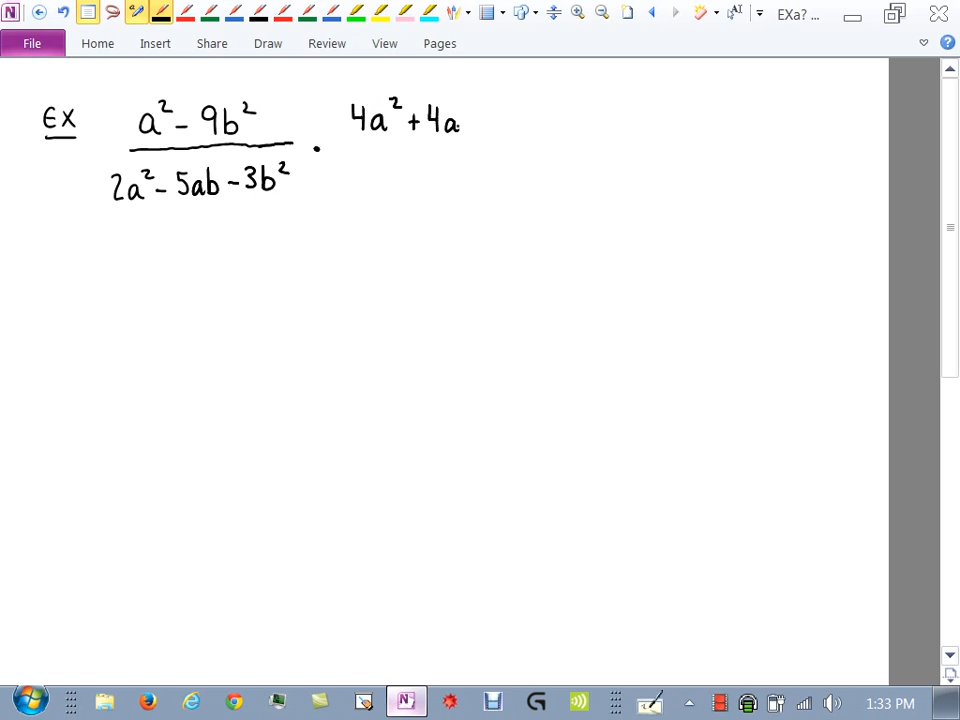 EXa? ...
File Home Insert Share Draw Review View Pages
EX a² - 9b² / 2a² - 5ab - 3b² · 4a² + 4a
1:33 PM